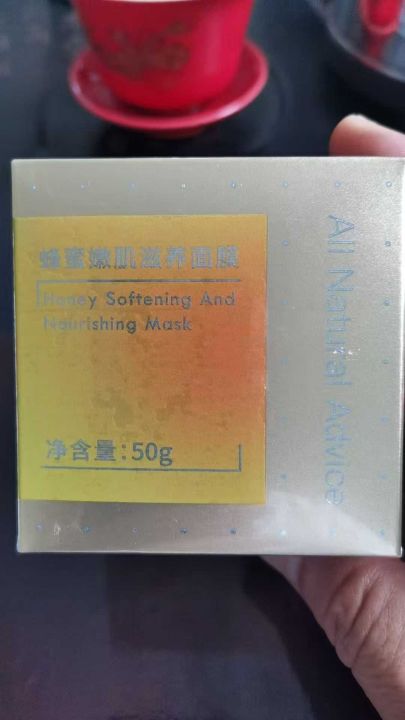 蜂蜜嫩肌滋养面膜
Honey Softening And
Nourishing Mask
净含量:50g
All Natural Advice